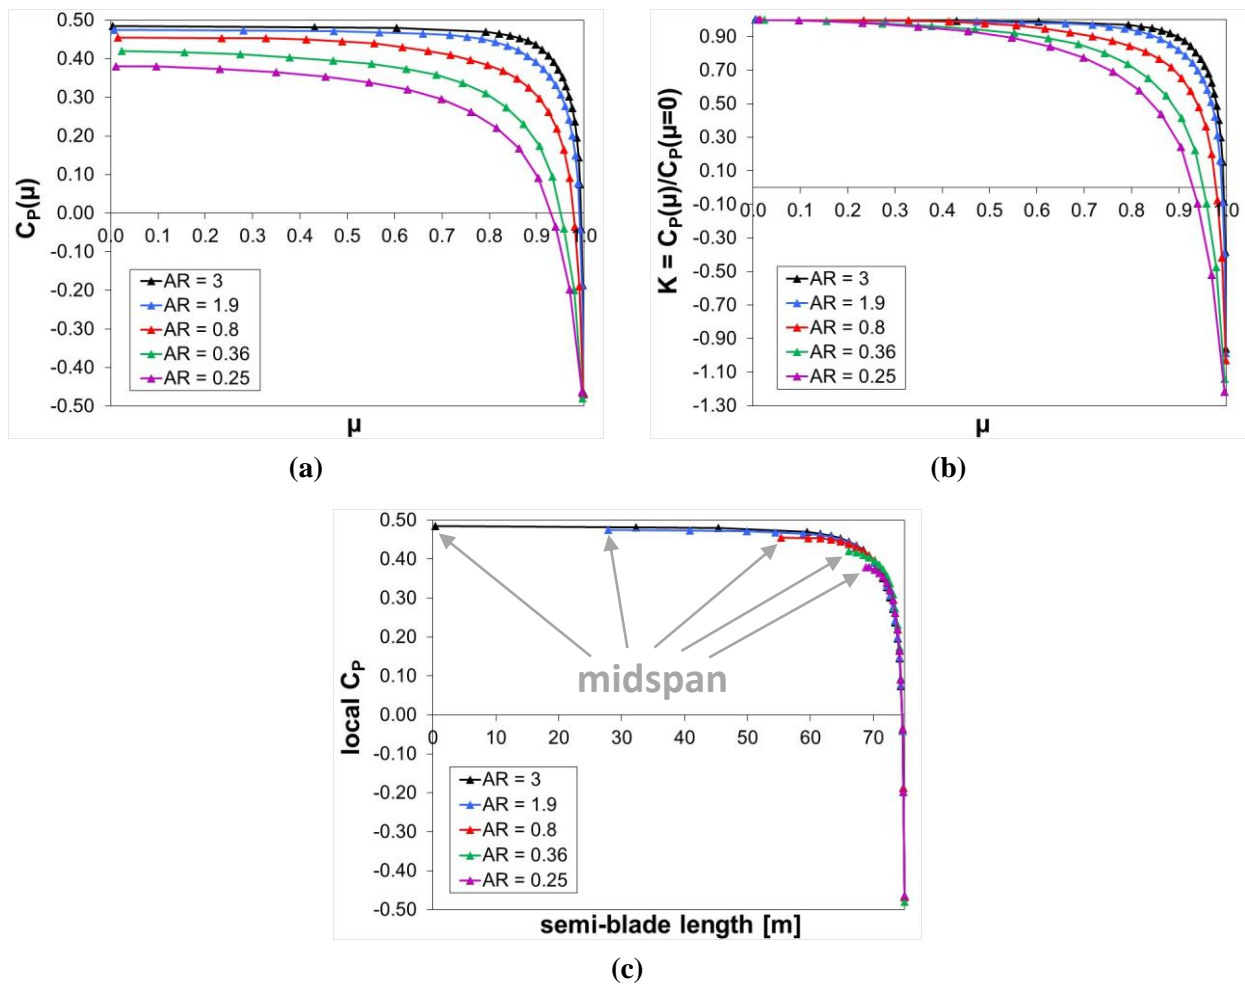 0.50
0.40
0.30
0.20
0.10
0.00
-0.10
-0.20
-0.30
-0.40
-0.50
C_P(μ)
0.0 0.1 0.2 0.3 0.4 0.5 0.6 0.7 0.8 0.9 1.0
AR = 3
AR = 1.9
AR = 0.8
AR = 0.36
AR = 0.25
μ
(a)
0.90
0.70
0.50
0.30
0.10
-0.10
-0.30
-0.50
-0.70
-0.90
-1.10
-1.30
K = C_P(μ)/C_P(μ=0)
0.0 0.1 0.2 0.3 0.4 0.5 0.6 0.7 0.8 0.9 1.0
AR = 3
AR = 1.9
AR = 0.8
AR = 0.36
AR = 0.25
μ
(b)
0.50
0.40
0.30
0.20
0.10
0.00
-0.10
-0.20
-0.30
-0.40
-0.50
local C_P
midspan
0 10 20 30 40 50 60 70
AR = 3
AR = 1.9
AR = 0.8
AR = 0.36
AR = 0.25
semi-blade length [m]
(c)